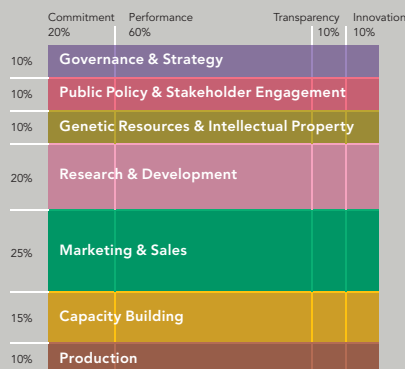 Commitment Performance Transparency Innovation
20% 60% 10% 10%
10% Governance & Strategy
10% Public Policy & Stakeholder Engagement
10% Genetic Resources & Intellectual Property
20% Research & Development
25% Marketing & Sales
15% Capacity Building
10% Production